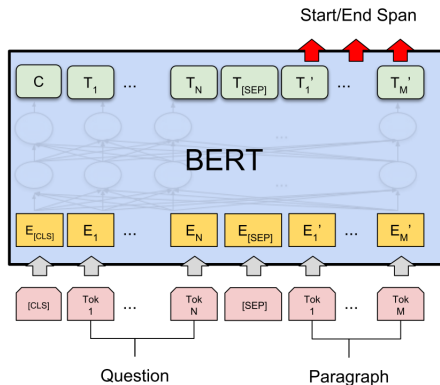 Start/End Span
C T1 ... TN T[SEP] T1' ... TM'
...
BERT
...
E[CLS] E1 ... EN E[SEP] E1' ... EM'
[CLS] Tok 1 ... Tok N [SEP] Tok 1 ... Tok M
Question Paragraph